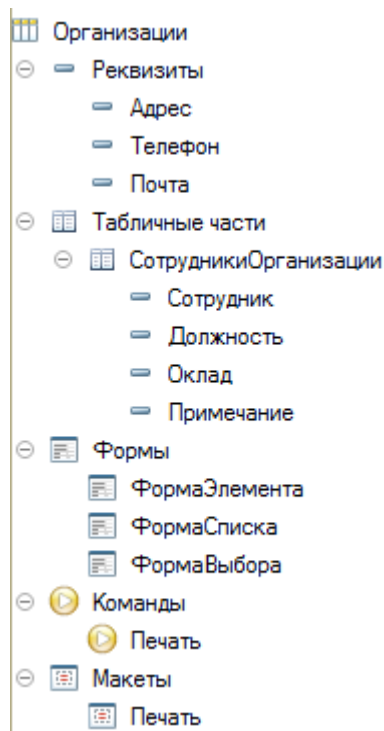 Организации
Реквизиты
Адрес
Телефон
Почта
Табличные части
СотрудникиОрганизации
Сотрудник
Должность
Оклад
Примечание
Формы
ФормаЭлемента
ФормаСписка
ФормаВыбора
Команды
Печать
Макеты
Печать